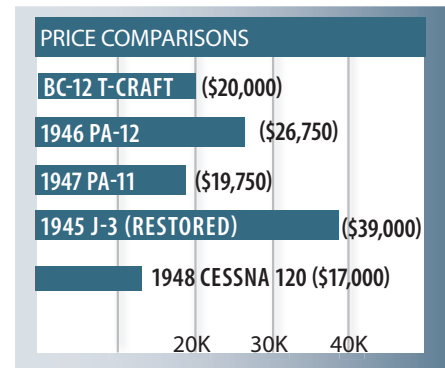 PRICE COMPARISONS
BC-12 T-CRAFT ($20,000)
1946 PA-12 ($26,750)
1947 PA-11 ($19,750)
1945 J-3 (RESTORED) ($39,000)
1948 CESSNA 120 ($17,000)
20K 30K 40K